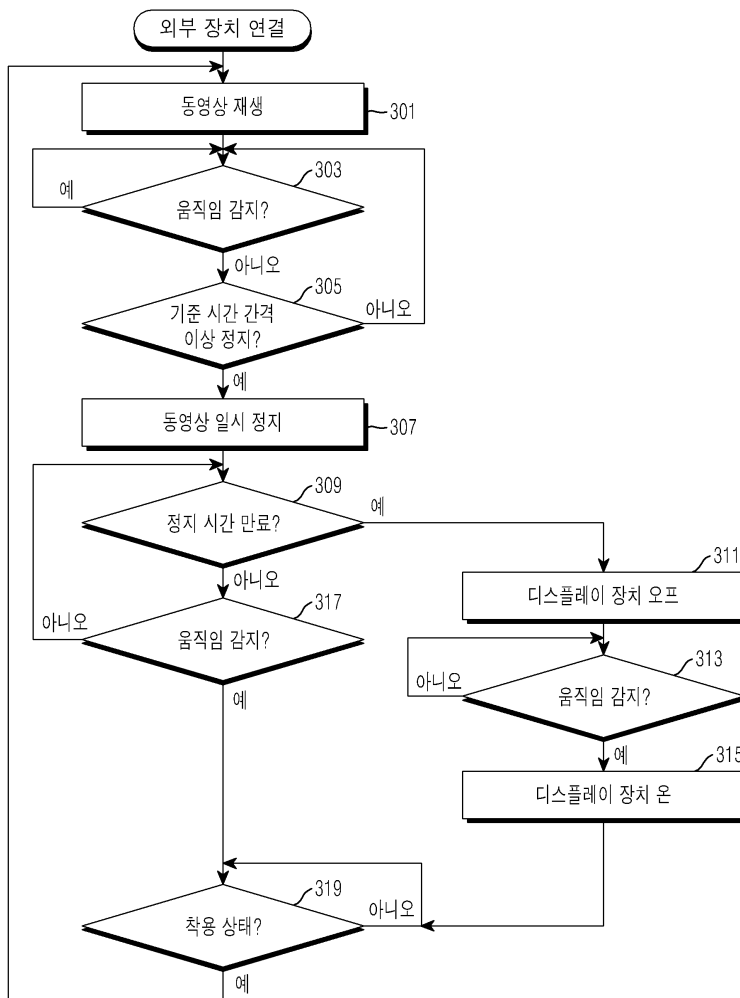 외부 장치 연결
동영상 재생
301
303
예
움직임 감지?
아니오
305
기준 시간 간격
이상 정지?
아니오
예
동영상 일시 정지
307
309
정지 시간 만료?
예
아니오
311
디스플레이 장치 오프
317
아니오
움직임 감지?
예
313
아니오
움직임 감지?
예
315
디스플레이 장치 온
319
착용 상태?
아니오
예